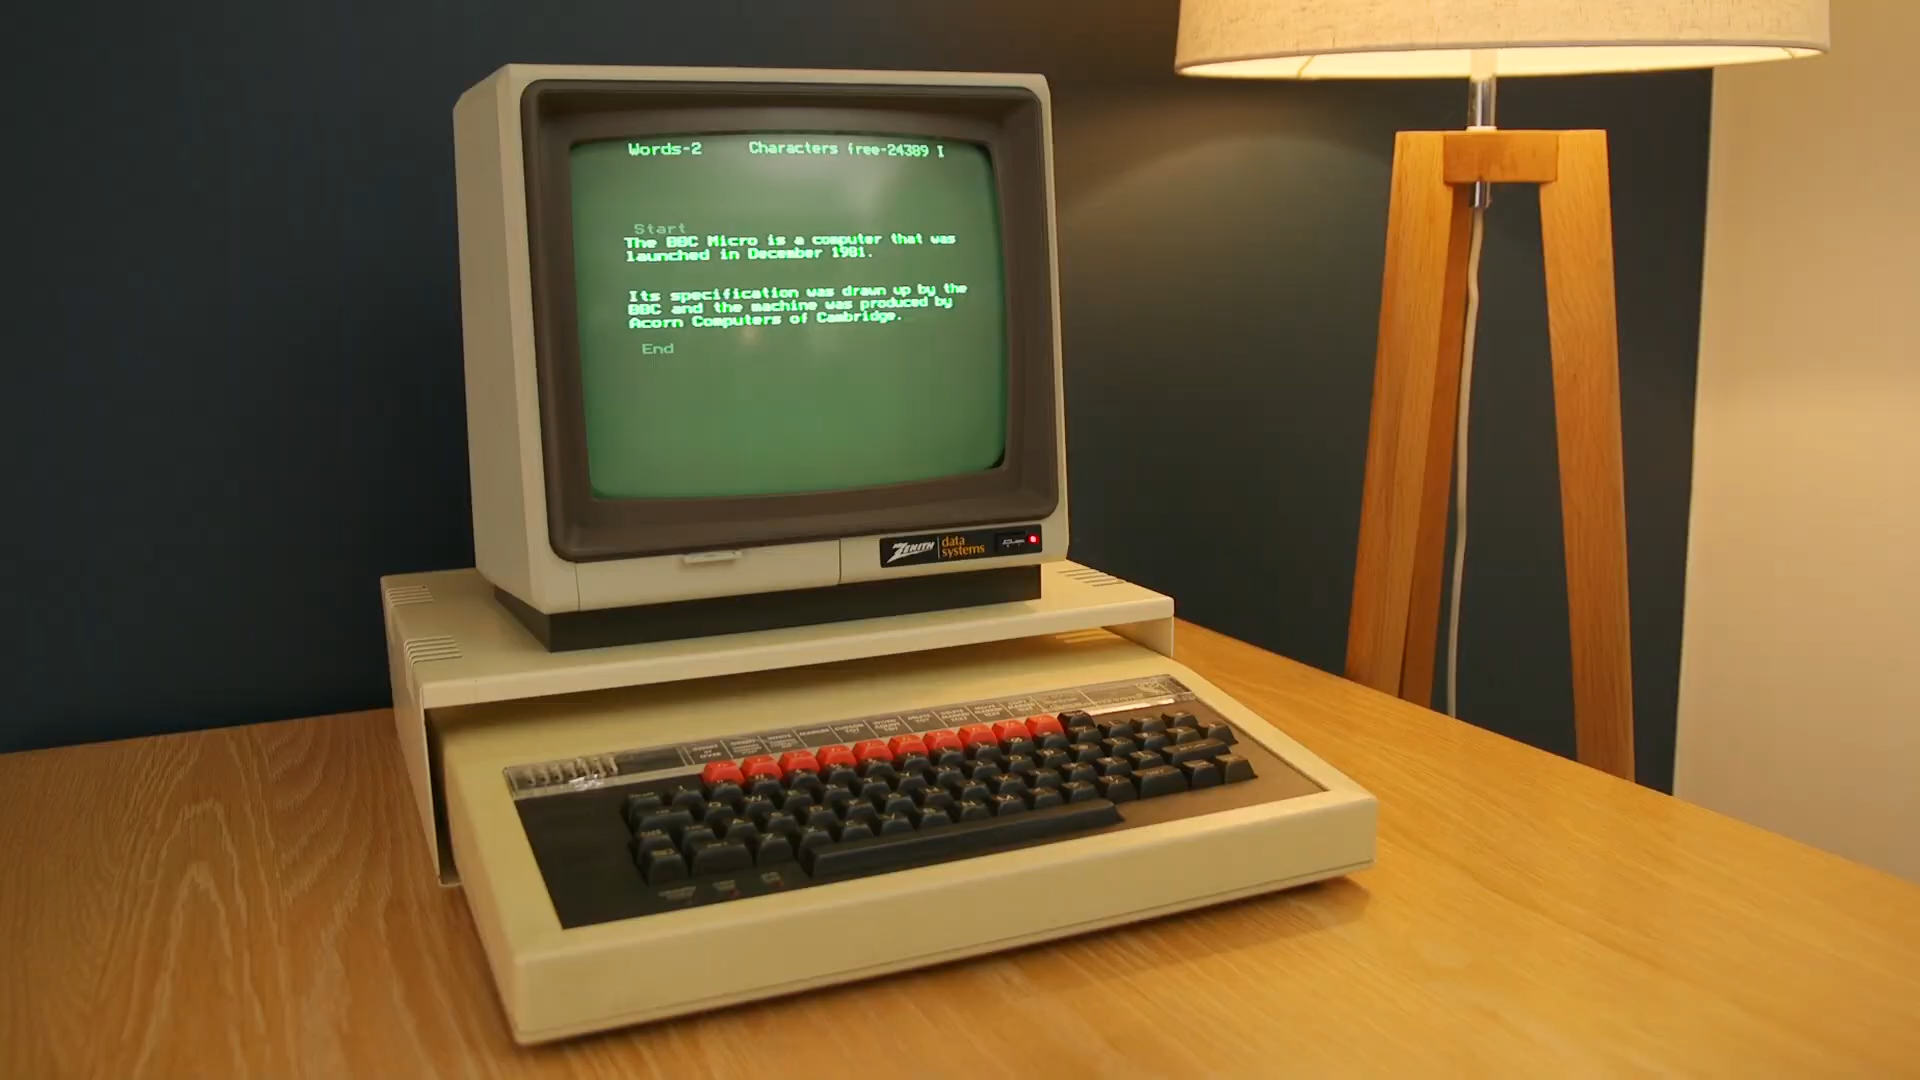 Words-2 Characters free-24389 I
Start
The BBC Micro is a computer that was
launched in December 1981.
Its specification was drawn up by the
BBC and the machine was produced by
Acorn Computers of Cambridge.
End
ZENITH data systems